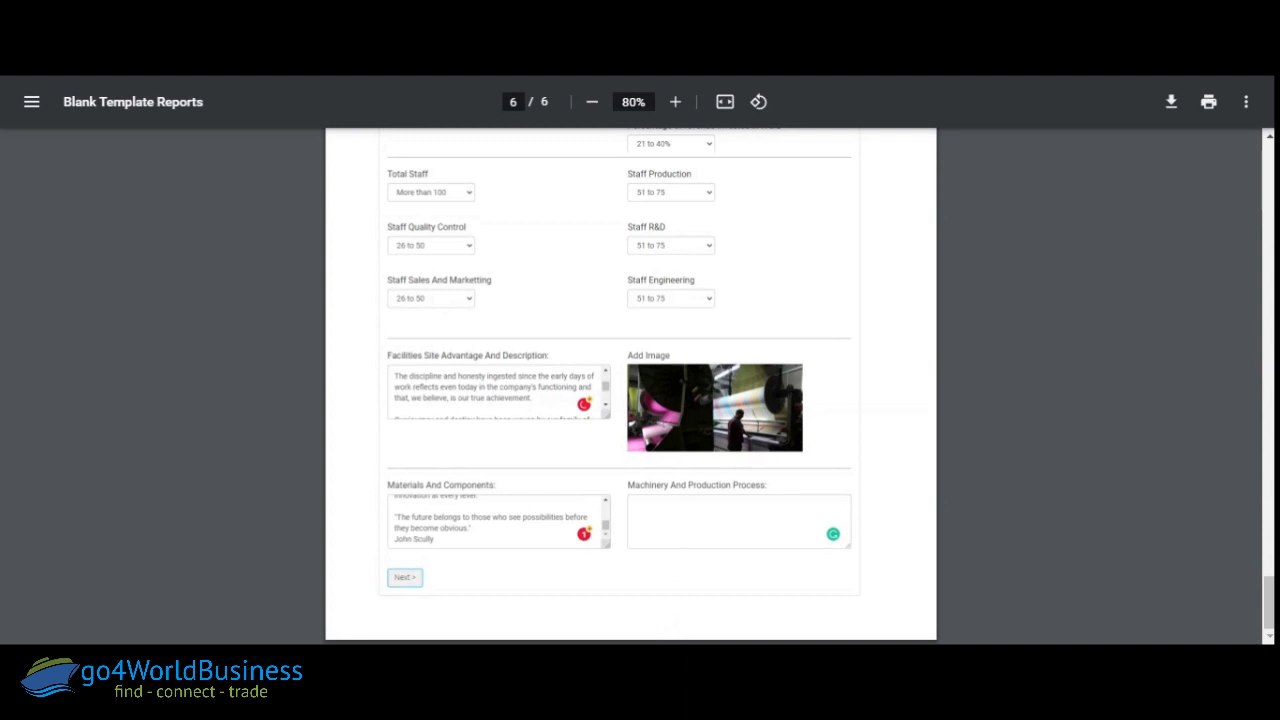 Blank Template Reports
6 / 6
80%
21 to 40%
Total Staff
Staff Production
More than 100
51 to 75
Staff Quality Control
Staff R&D
26 to 50
51 to 75
Staff Sales And Marketting
Staff Engineering
26 to 50
51 to 75
Facilities Site Advantage And Description:
Add Image
The discipline and honesty ingested since the early days of
work reflects even today in the company's functioning and
that, we believe, is our true achievement.
Materials And Components:
Machinery And Production Process:
innovation at every level.
"The future belongs to those who see possibilities before
they become obvious."
John Scully
1
Next >
go4WorldBusiness
find - connect - trade